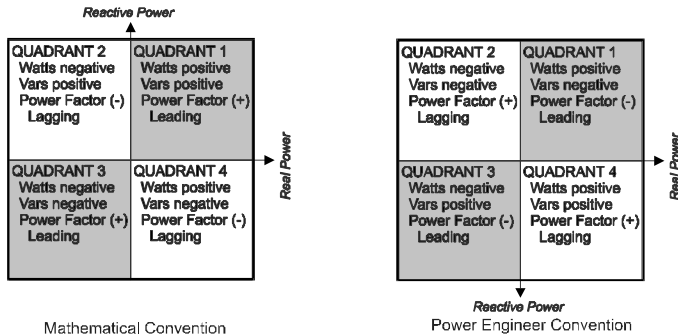 Reactive Power
QUADRANT 2
Watts negative
Vars positive
Power Factor (-)
Lagging
QUADRANT 1
Watts positive
Vars positive
Power Factor (+)
Leading
QUADRANT 3
Watts negative
Vars negative
Power Factor (+)
Leading
QUADRANT 4
Watts positive
Vars negative
Power Factor (-)
Lagging
Real Power
Mathematical Convention
QUADRANT 2
Watts negative
Vars negative
Power Factor (+)
Lagging
QUADRANT 1
Watts positive
Vars negative
Power Factor (-)
Leading
QUADRANT 3
Watts negative
Vars positive
Power Factor (-)
Leading
QUADRANT 4
Watts positive
Vars positive
Power Factor (+)
Lagging
Real Power
Reactive Power
Power Engineer Convention